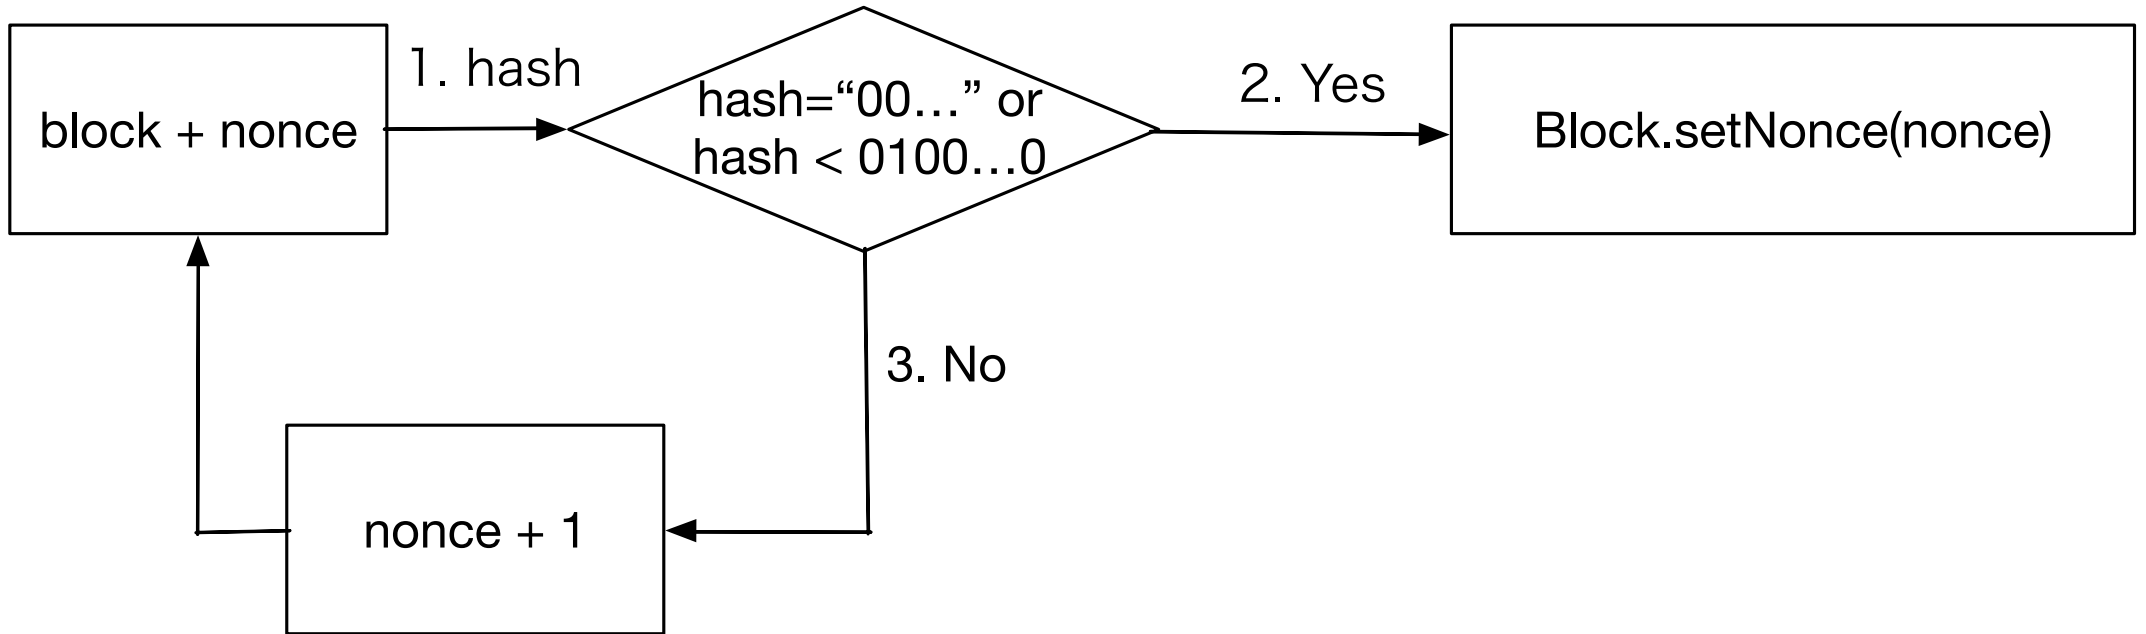 block + nonce
1. hash
hash=“00…” or
hash < 0100…0
2. Yes
Block.setNonce(nonce)
3. No
nonce + 1